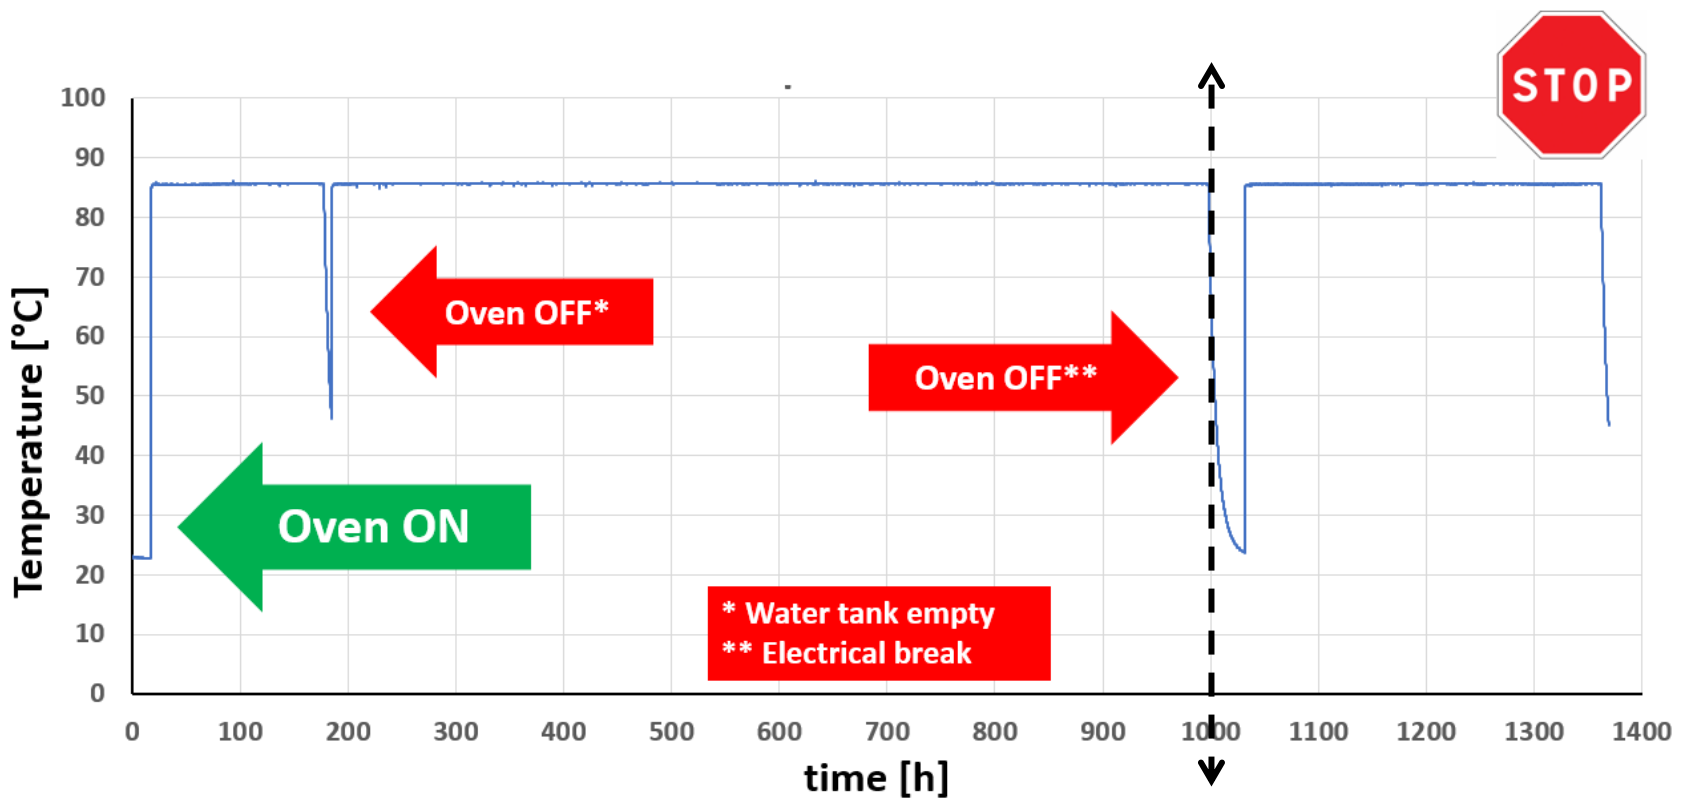 STOP
100
90
80
70
60
50
40
30
20
10
0
Temperature [°C]
Oven OFF*
Oven OFF**
Oven ON
* Water tank empty
** Electrical break
0 100 200 300 400 500 600 700 800 900 1000 1100 1200 1300 1400
time [h]